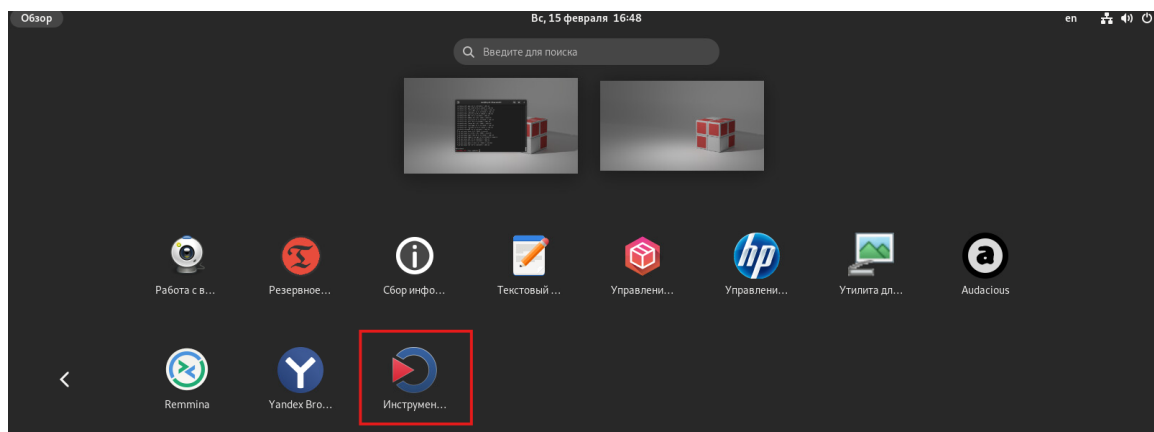 Обзор
Вс, 15 февраля 16:48
en
Введите для поиска
Работа с в...
Резервное...
Сбор инфо...
Текстовый ...
Управлени...
Управлени...
Утилита дл...
Audacious
Remmina
Yandex Bro...
Инструмен...